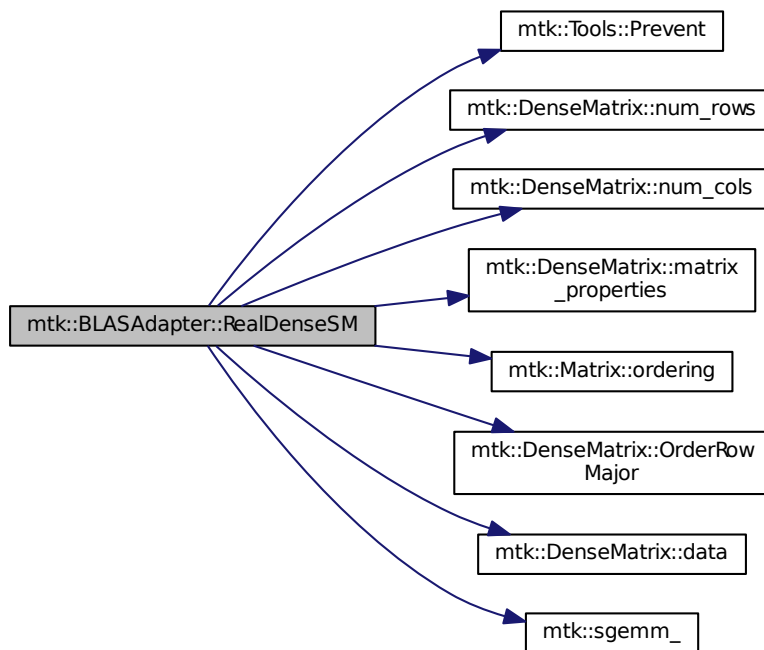 mtk::Tools::Prevent
mtk::DenseMatrix::num_rows
mtk::DenseMatrix::num_cols
mtk::DenseMatrix::matrix
_properties
mtk::BLASAdapter::RealDenseSM
mtk::Matrix::ordering
mtk::DenseMatrix::OrderRow
Major
mtk::DenseMatrix::data
mtk::sgemm_